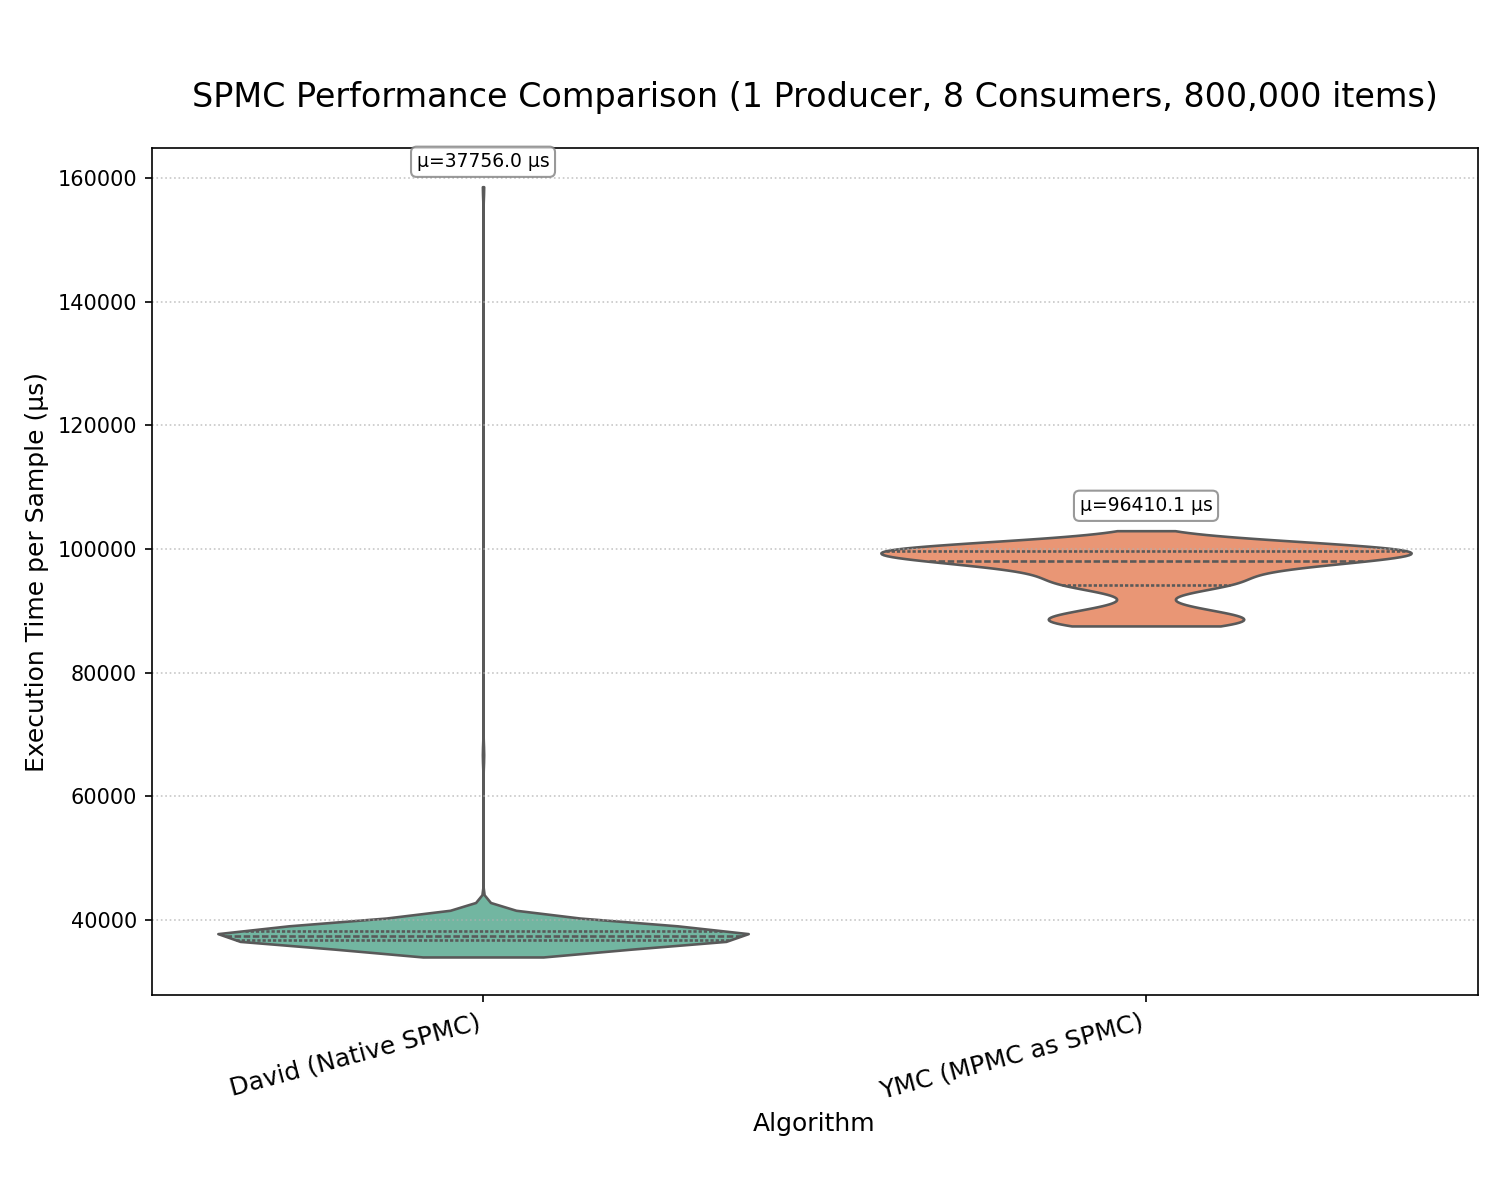 SPMC Performance Comparison (1 Producer, 8 Consumers, 800,000 items)
µ=37756.0 µs
160000
140000
120000
µ=96410.1 µs
100000
80000
60000
40000
Execution Time per Sample (µs)
David (Native SPMC)
YMC (MPMC as SPMC)
Algorithm